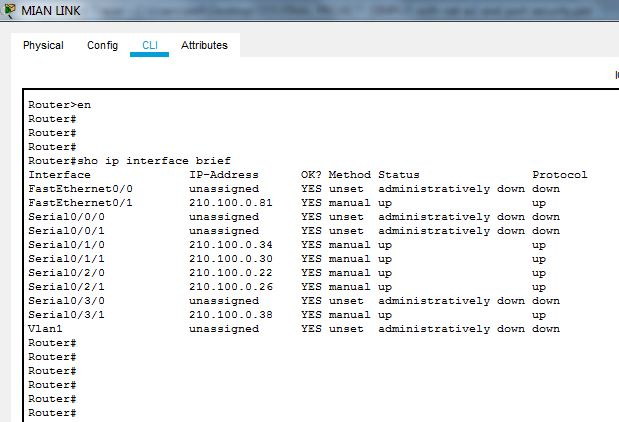 MIAN LINK
Physical Config CLI Attributes
Router>en
Router#
Router#
Router#
Router#sho ip interface brief
Interface IP-Address OK? Method Status Protocol
FastEthernet0/0 unassigned YES unset administratively down down
FastEthernet0/1 210.100.0.81 YES manual up up
Serial0/0/0 unassigned YES unset administratively down down
Serial0/0/1 unassigned YES unset administratively down down
Serial0/1/0 210.100.0.34 YES manual up up
Serial0/1/1 210.100.0.30 YES manual up up
Serial0/2/0 210.100.0.22 YES manual up up
Serial0/2/1 210.100.0.26 YES manual up up
Serial0/3/0 unassigned YES unset administratively down down
Serial0/3/1 210.100.0.38 YES manual up up
Vlan1 unassigned YES unset administratively down down
Router#
Router#
Router#
Router#
Router#
Router#